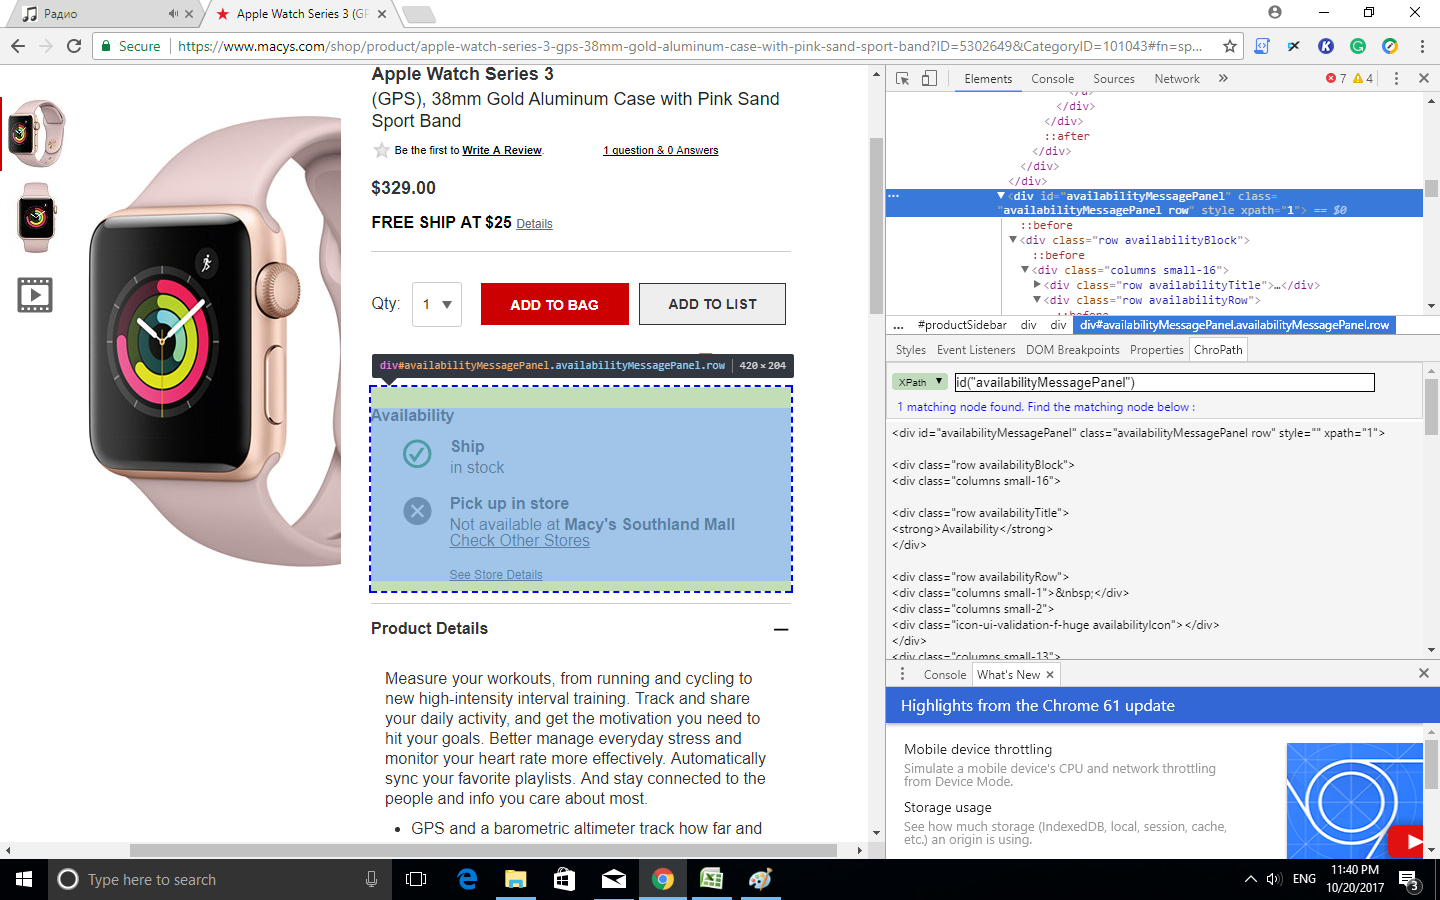 Радио
Apple Watch Series 3 (GP
Secure
https://www.macys.com/shop/product/apple-watch-series-3-gps-38mm-gold-aluminum-case-with-pink-sand-sport-band?ID=5302649&CategoryID=101043#fn=sp...
Apple Watch Series 3
(GPS), 38mm Gold Aluminum Case with Pink Sand
Sport Band
Be the first to Write A Review.
1 question & 0 Answers
$329.00
FREE SHIP AT $25 Details
Qty: 1
ADD TO BAG
ADD TO LIST
div#availabilityMessagePanel.availabilityMessagePanel.row 420 × 204
Availability
Ship
in stock
Pick up in store
Not available at Macy's Southland Mall
Check Other Stores
See Store Details
Product Details
Measure your workouts, from running and cycling to
new high-intensity interval training. Track and share
your daily activity, and get the motivation you need to
hit your goals. Better manage everyday stress and
monitor your heart rate more effectively. Automatically
sync your favorite playlists. And stay connected to the
people and info you care about most.
• GPS and a barometric altimeter track how far and
Elements Console Sources Network » 7 4
</div>
</div>
::after
</div>
</div>
</div>
... <div id="availabilityMessagePanel" class=
"availabilityMessagePanel row" style xpath="1"> == $0
::before
<div class="row availabilityBlock">
::before
<div class="columns small-16">
<div class="row availabilityTitle">…</div>
<div class="row availabilityRow">
::before
... #productSidebar div div div#availabilityMessagePanel.availabilityMessagePanel.row
Styles Event Listeners DOM Breakpoints Properties ChroPath
XPath id("availabilityMessagePanel")
1 matching node found. Find the matching node below :
<div id="availabilityMessagePanel" class="availabilityMessagePanel row" style="" xpath="1">
<div class="row availabilityBlock">
<div class="columns small-16">
<div class="row availabilityTitle">
<strong>Availability</strong>
</div>
<div class="row availabilityRow">
<div class="columns small-1">&nbsp;</div>
<div class="columns small-2">
<div class="icon-ui-validation-f-huge availabilityIcon"></div>
</div>
<div class="columns small-13">
Console What's New
Highlights from the Chrome 61 update
Mobile device throttling
Simulate a mobile device's CPU and network throttling
from Device Mode.
Storage usage
See how much storage (IndexedDB, local, session, cache,
etc.) an origin is using.
Type here to search
ENG
11:40 PM
10/20/2017
3